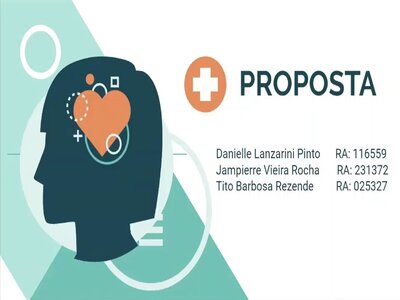 PROPOSTA
Danielle Lanzarini Pinto RA: 116559
Jampierre Vieira Rocha RA: 231372
Tito Barbosa Rezende RA: 025327